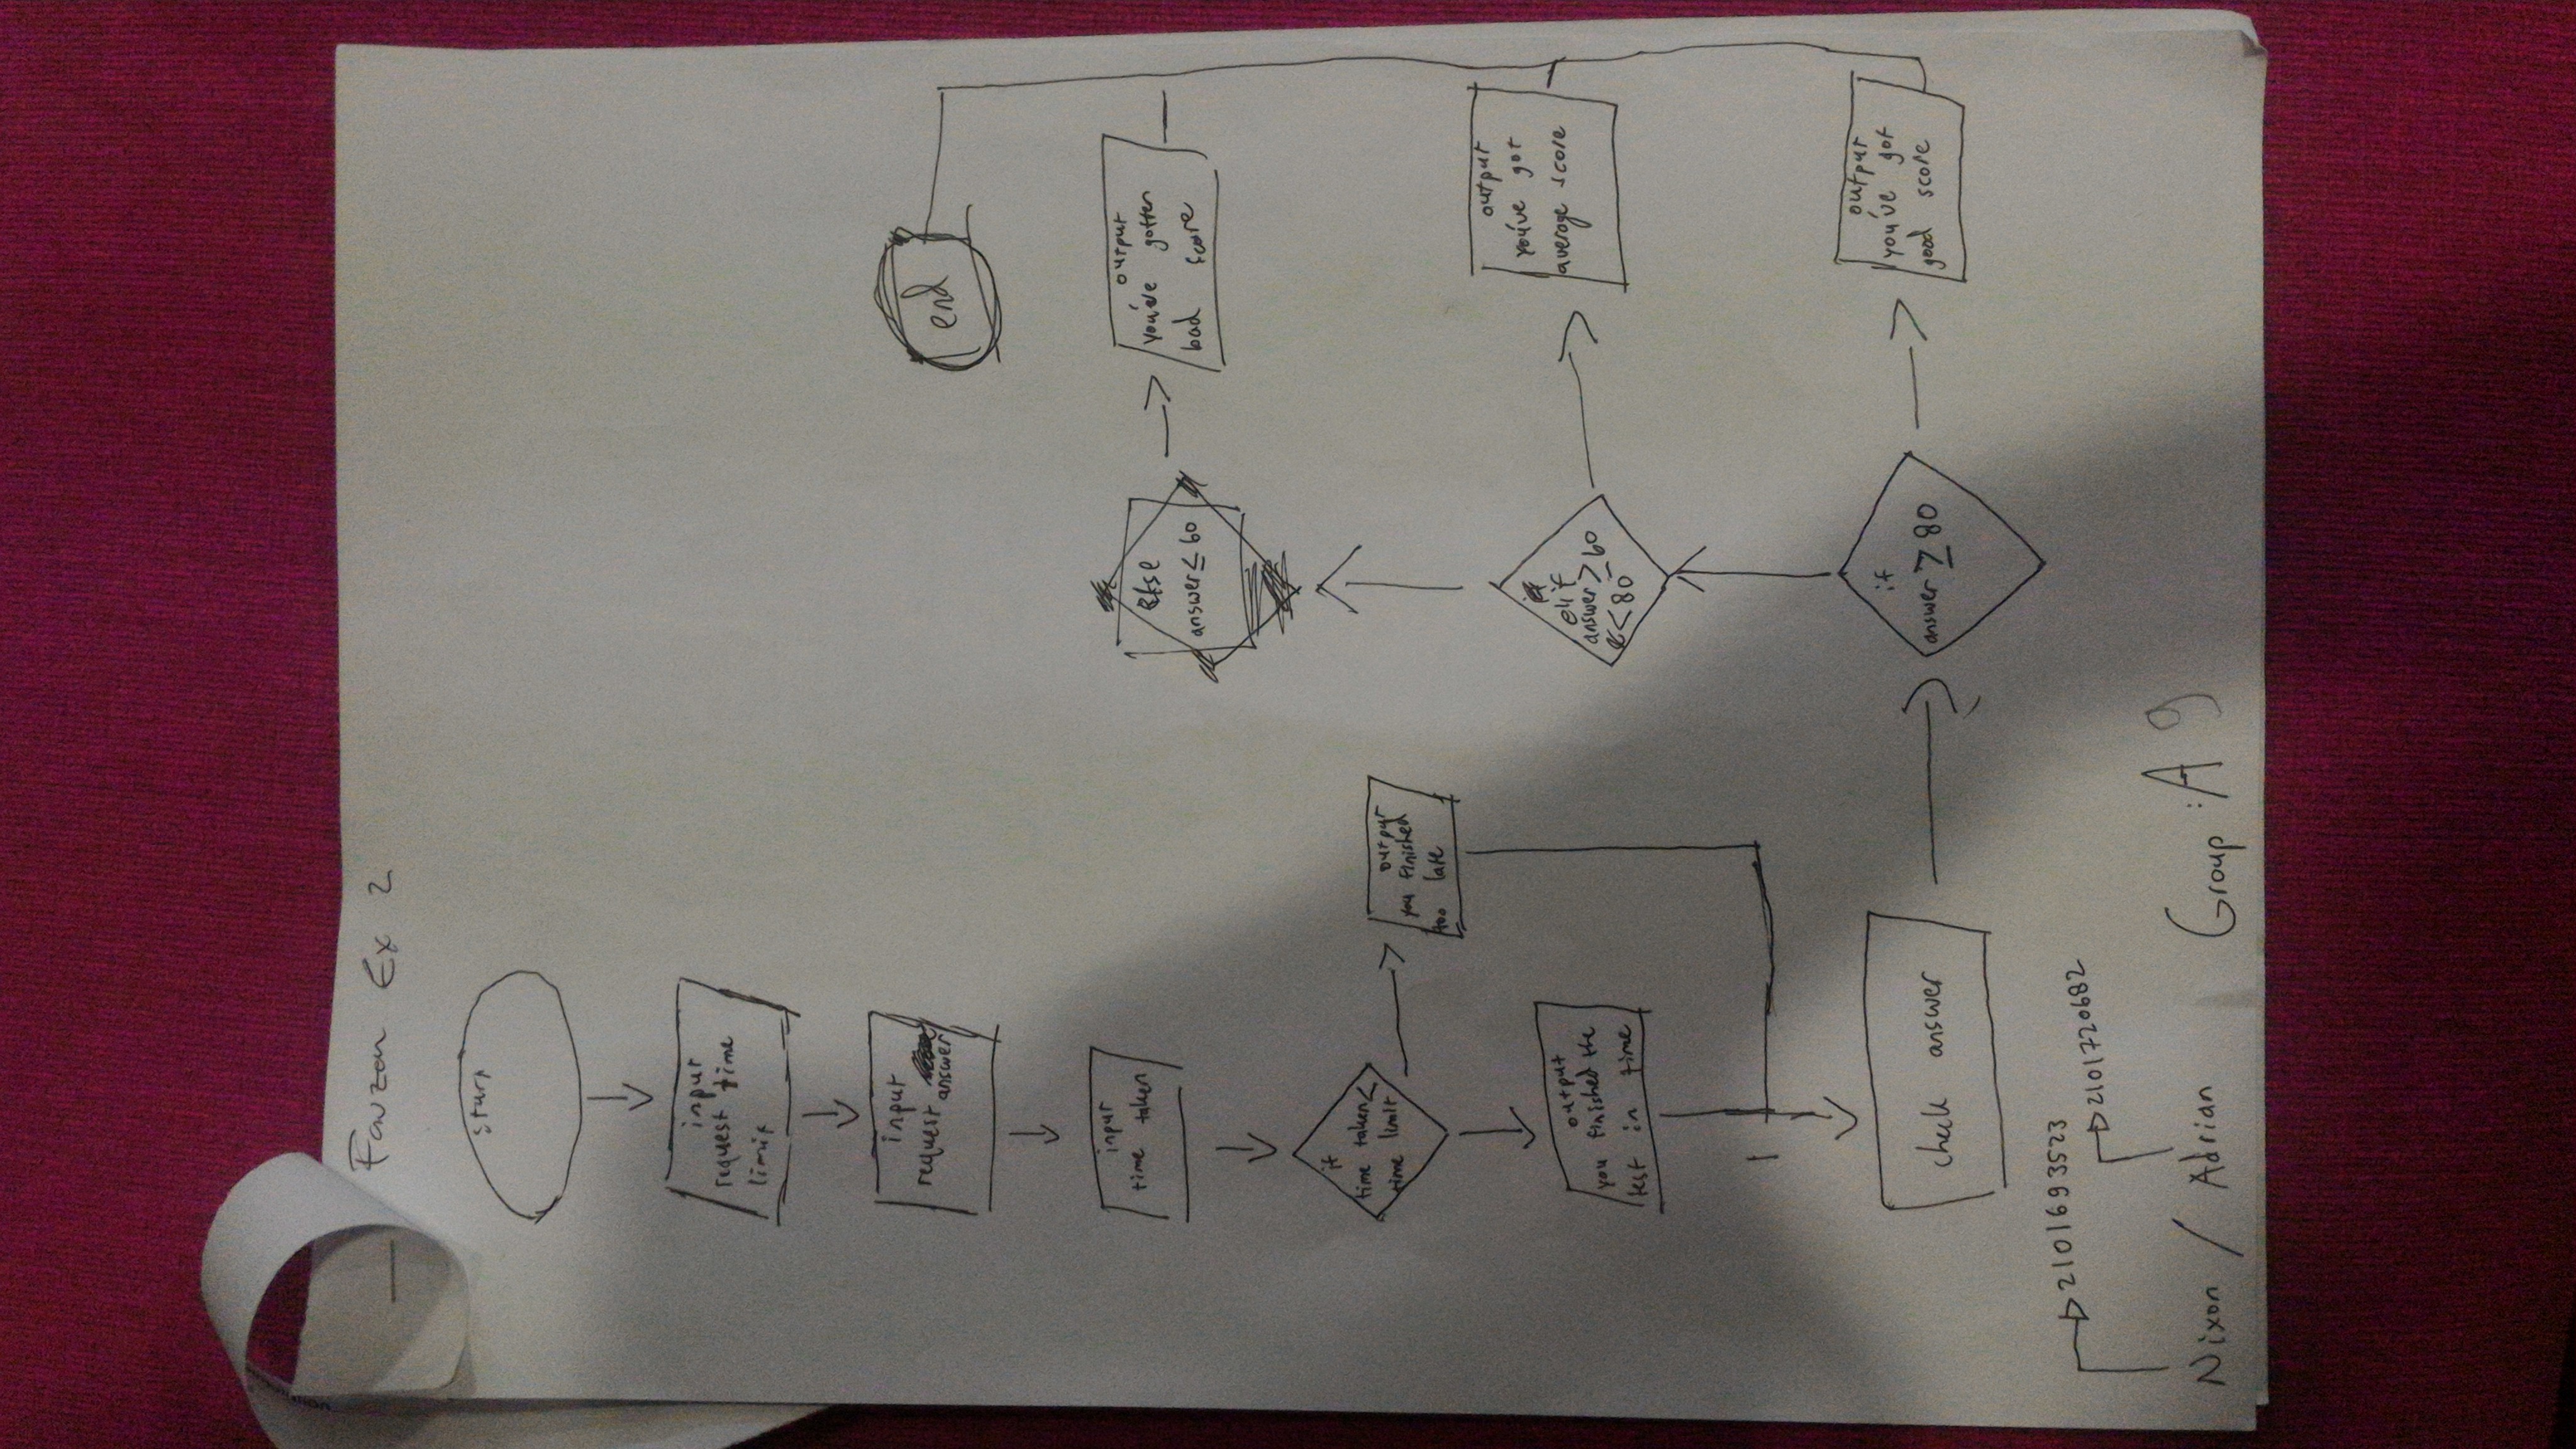 Fawzan Ex 2
start
input
request time
limit
input
request answer
input
time taken
if
time taken <
time limit
output
you finished
too late
output
you finished the
test in time
check answer
if
answer ≥ 80
output
you've got
good score
elif
answer > 60
< 80
output
you've got
average score
else
answer ≤ 60
output
you've gotten
bad score
end
2101693523
2101720682
Nixon / Adrian Group : A 9